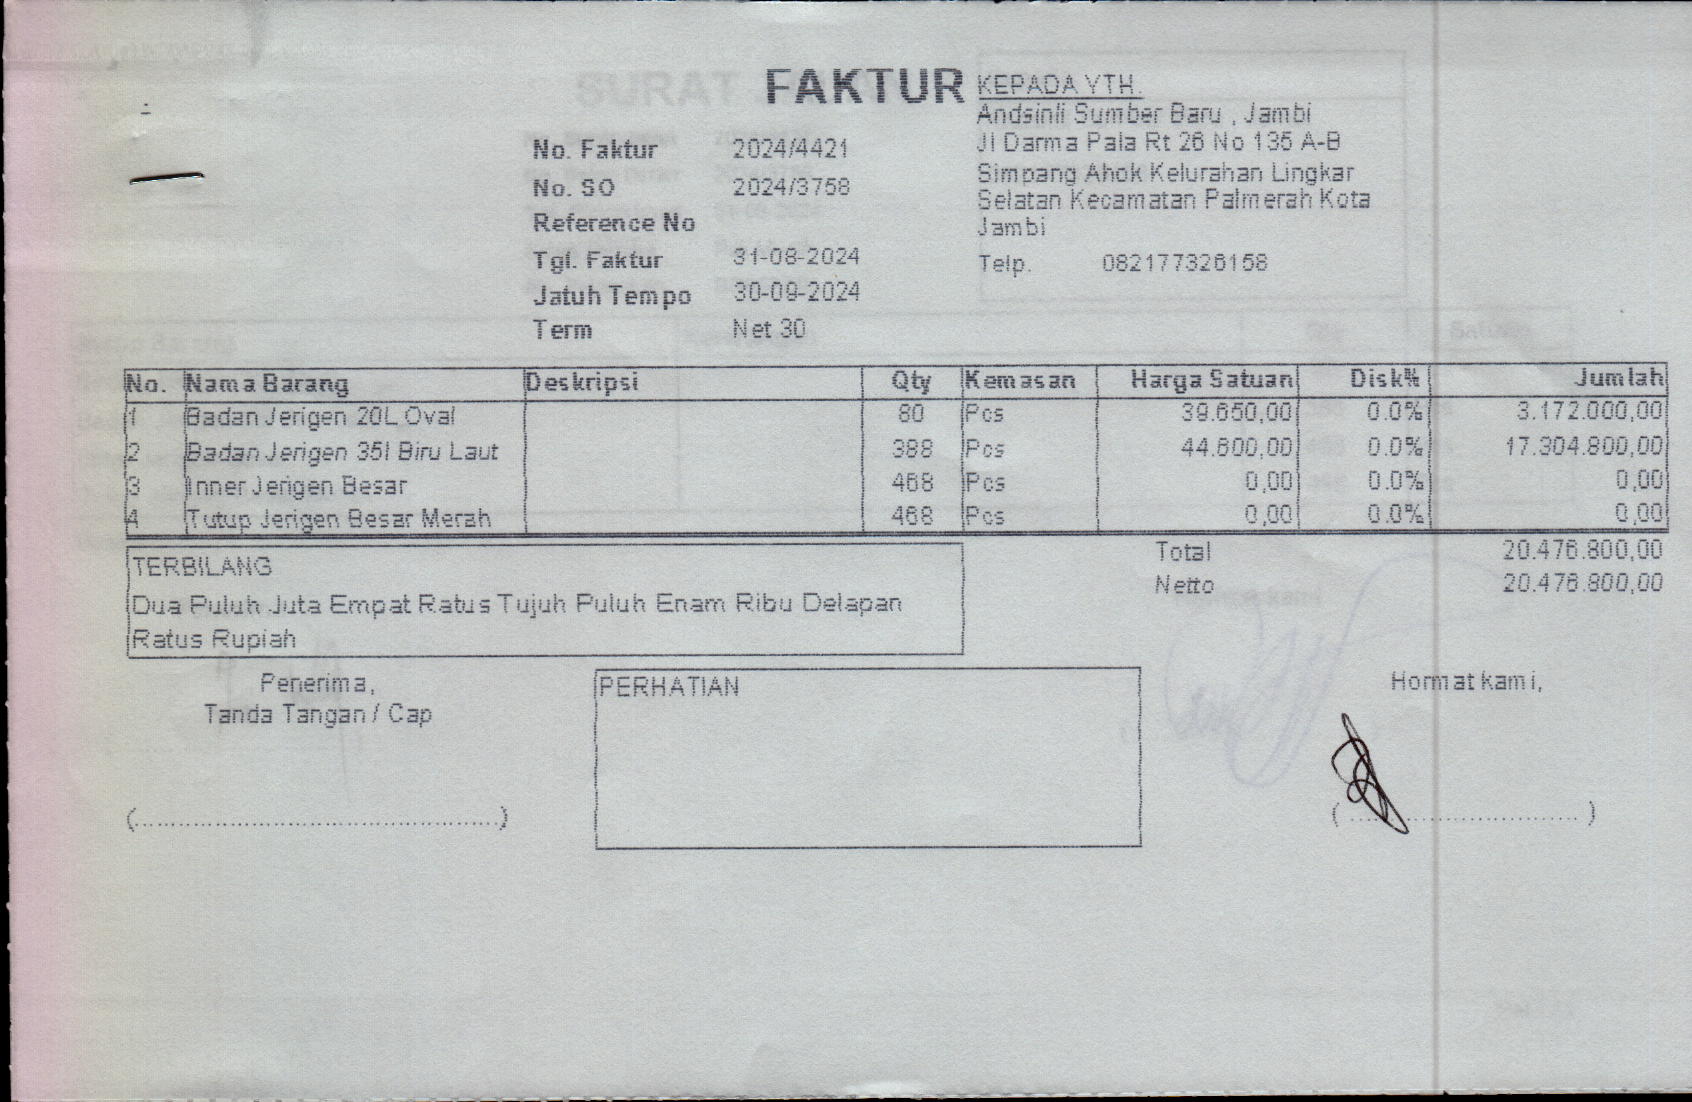 FAKTUR
No. Faktur 2024/4421
No. SO 2024/3758
Reference No
Tgl. Faktur 31-08-2024
Jatuh Tempo 30-09-2024
Term Net 30
KEPADA YTH.
Andsinli Sumber Baru , Jambi
Jl Darma Pala Rt 26 No 135 A-B
Simpang Ahok Kelurahan Lingkar
Selatan Kecamatan Palmerah Kota
Jambi
Telp. 082177326158
No. Nama Barang Deskripsi Qty Kemasan Harga Satuan Disk% Jumlah
1 Badan Jerigen 20L Oval 80 Pcs 39.650,00 0.0% 3.172.000,00
2 Badan Jerigen 35l Biru Laut 388 Pcs 44.600,00 0.0% 17.304.800,00
3 Inner Jerigen Besar 468 Pcs 0,00 0.0% 0,00
4 Tutup Jerigen Besar Merah 468 Pcs 0,00 0.0% 0,00
Total 20.476.800,00
Netto 20.476.800,00
TERBILANG
Dua Puluh Juta Empat Ratus Tujuh Puluh Enam Ribu Delapan
Ratus Rupiah
Penerima,
Tanda Tangan / Cap
PERHATIAN
Hormat kami,